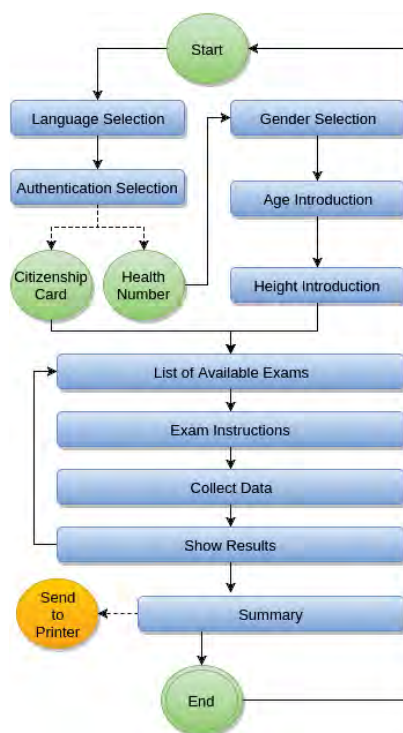 Start
Language Selection
Gender Selection
Authentication Selection
Age Introduction
Citizenship
Card
Health
Number
Height Introduction
List of Available Exams
Exam Instructions
Collect Data
Show Results
Send
to
Printer
Summary
End